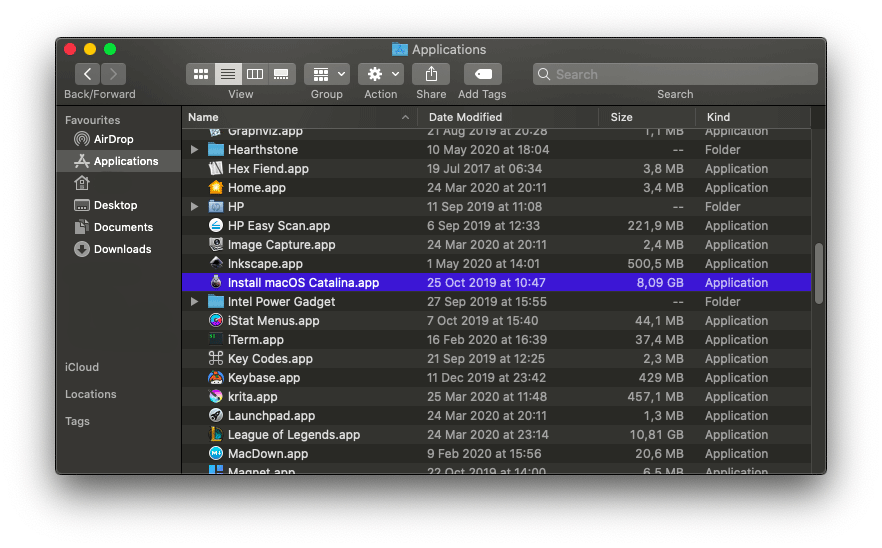 Applications
Back/Forward View Group Action Share Add Tags Search
Search
Favourites
AirDrop
Applications
Desktop
Documents
Downloads
iCloud
Locations
Tags
Name Date Modified Size Kind
Graphviz.app 21 Aug 2019 at 20:28 1,1 MB Application
Hearthstone 10 May 2020 at 18:04 -- Folder
Hex Fiend.app 19 Jul 2017 at 06:34 3,8 MB Application
Home.app 24 Mar 2020 at 20:11 3,4 MB Application
HP 11 Sep 2019 at 11:08 -- Folder
HP Easy Scan.app 6 Sep 2019 at 12:33 221,9 MB Application
Image Capture.app 24 Mar 2020 at 20:11 2,4 MB Application
Inkscape.app 1 May 2020 at 14:01 500,5 MB Application
Install macOS Catalina.app 25 Oct 2019 at 10:47 8,09 GB Application
Intel Power Gadget 27 Sep 2019 at 15:55 -- Folder
iStat Menus.app 7 Oct 2019 at 15:40 44,1 MB Application
iTerm.app 16 Feb 2020 at 16:39 37,4 MB Application
Key Codes.app 21 Sep 2019 at 12:25 2,3 MB Application
Keybase.app 11 Dec 2019 at 23:42 429 MB Application
krita.app 25 Mar 2020 at 11:48 457,1 MB Application
Launchpad.app 24 Mar 2020 at 20:11 1,3 MB Application
League of Legends.app 24 Mar 2020 at 23:14 10,81 GB Application
MacDown.app 9 Feb 2020 at 15:56 20,6 MB Application
Magnet.app 22 Oct 2019 at 14:00 6,5 MB Application